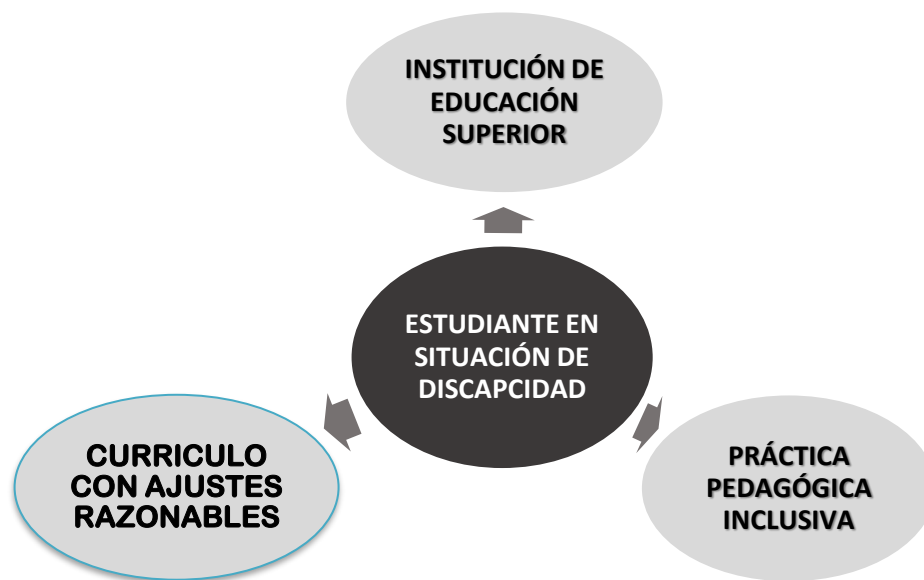 INSTITUCIÓN DE
EDUCACIÓN
SUPERIOR
ESTUDIANTE EN
SITUACIÓN DE
DISCAPCIDAD
CURRICULO
CON AJUSTES
RAZONABLES
PRÁCTICA
PEDAGÓGICA
INCLUSIVA